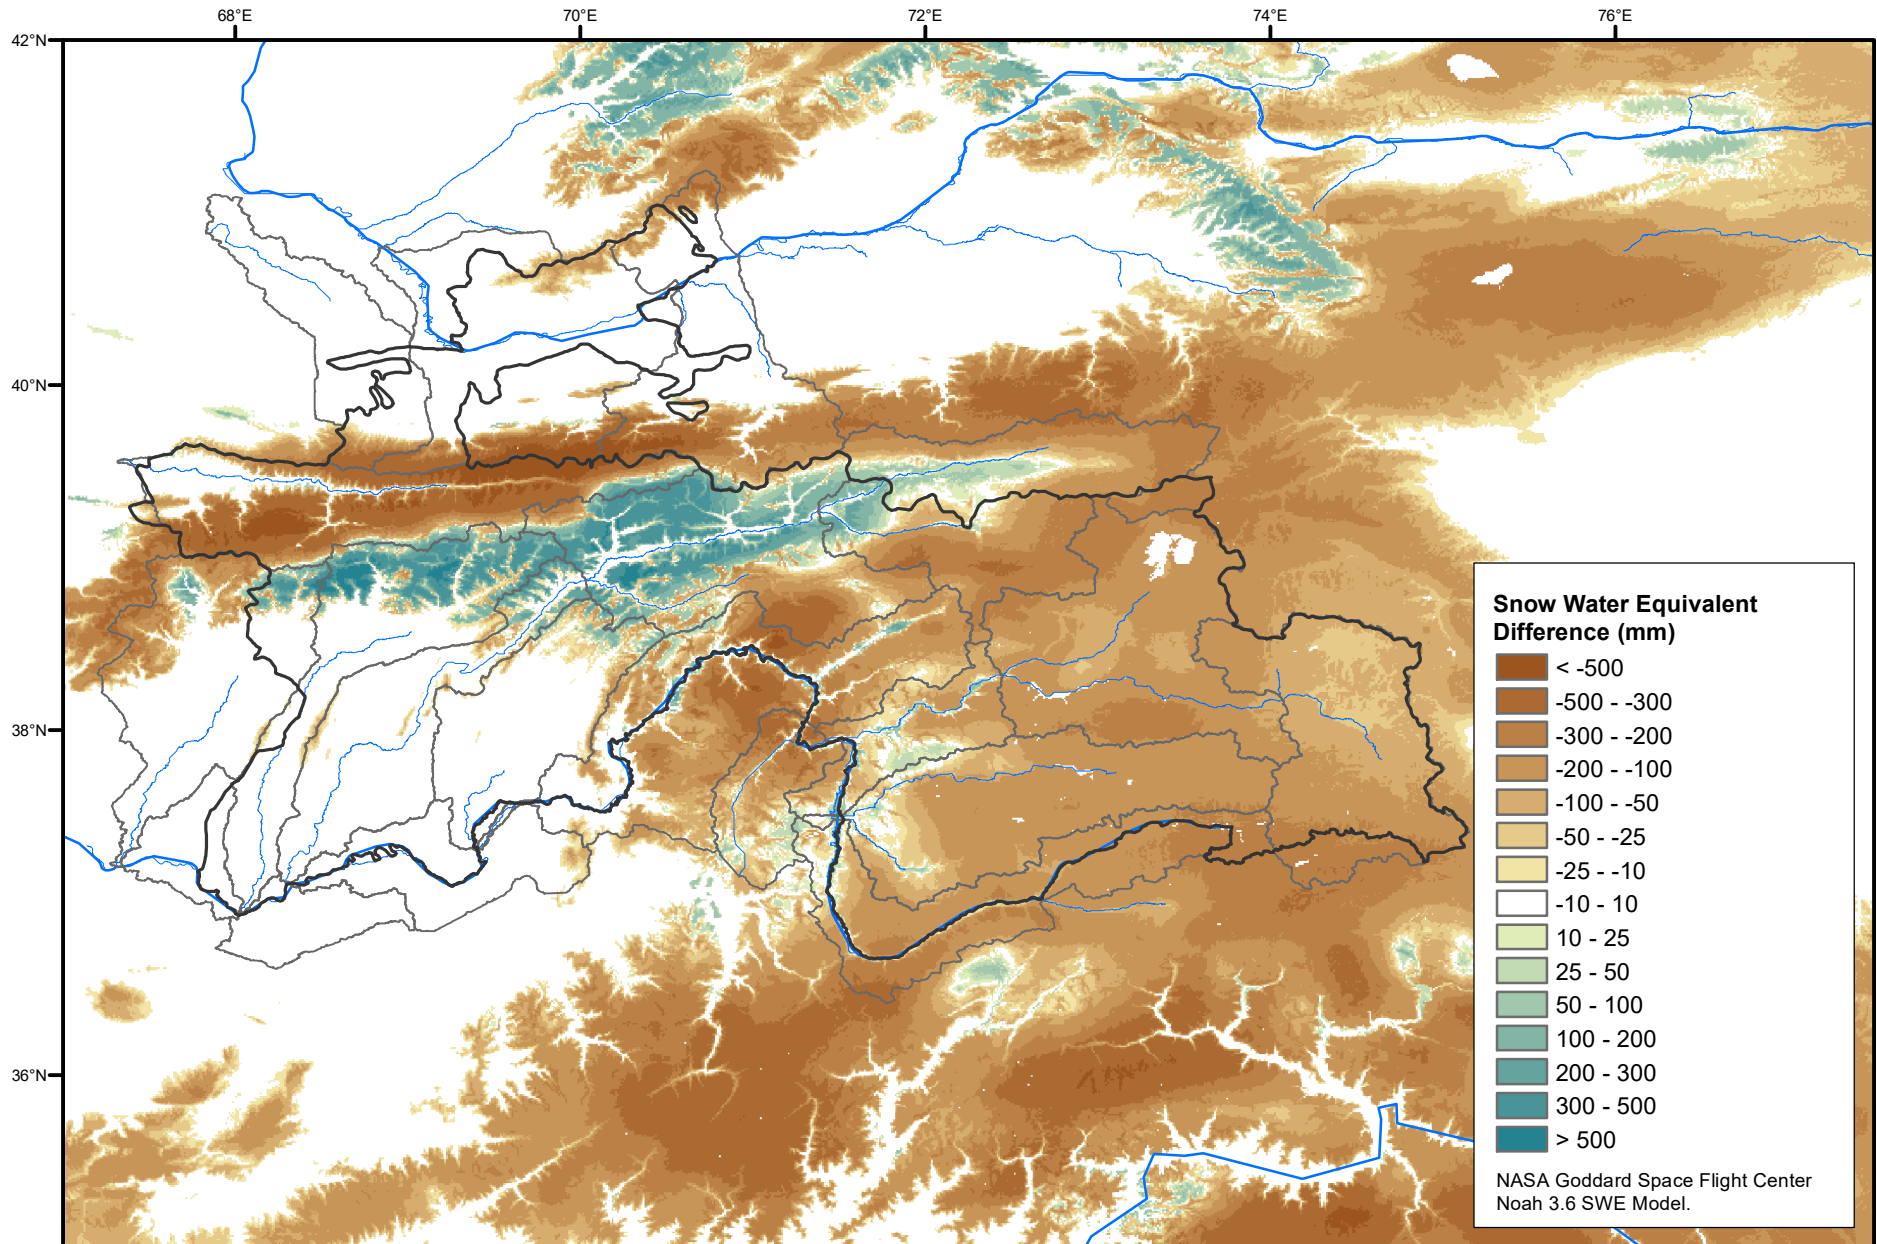 68°E
70°E
72°E
74°E
76°E
42°N
40°N
38°N
36°N
Snow Water Equivalent
Difference (mm)
< -500
-500 - -300
-300 - -200
-200 - -100
-100 - -50
-50 - -25
-25 - -10
-10 - 10
10 - 25
25 - 50
50 - 100
100 - 200
200 - 300
300 - 500
> 500
NASA Goddard Space Flight Center
Noah 3.6 SWE Model.